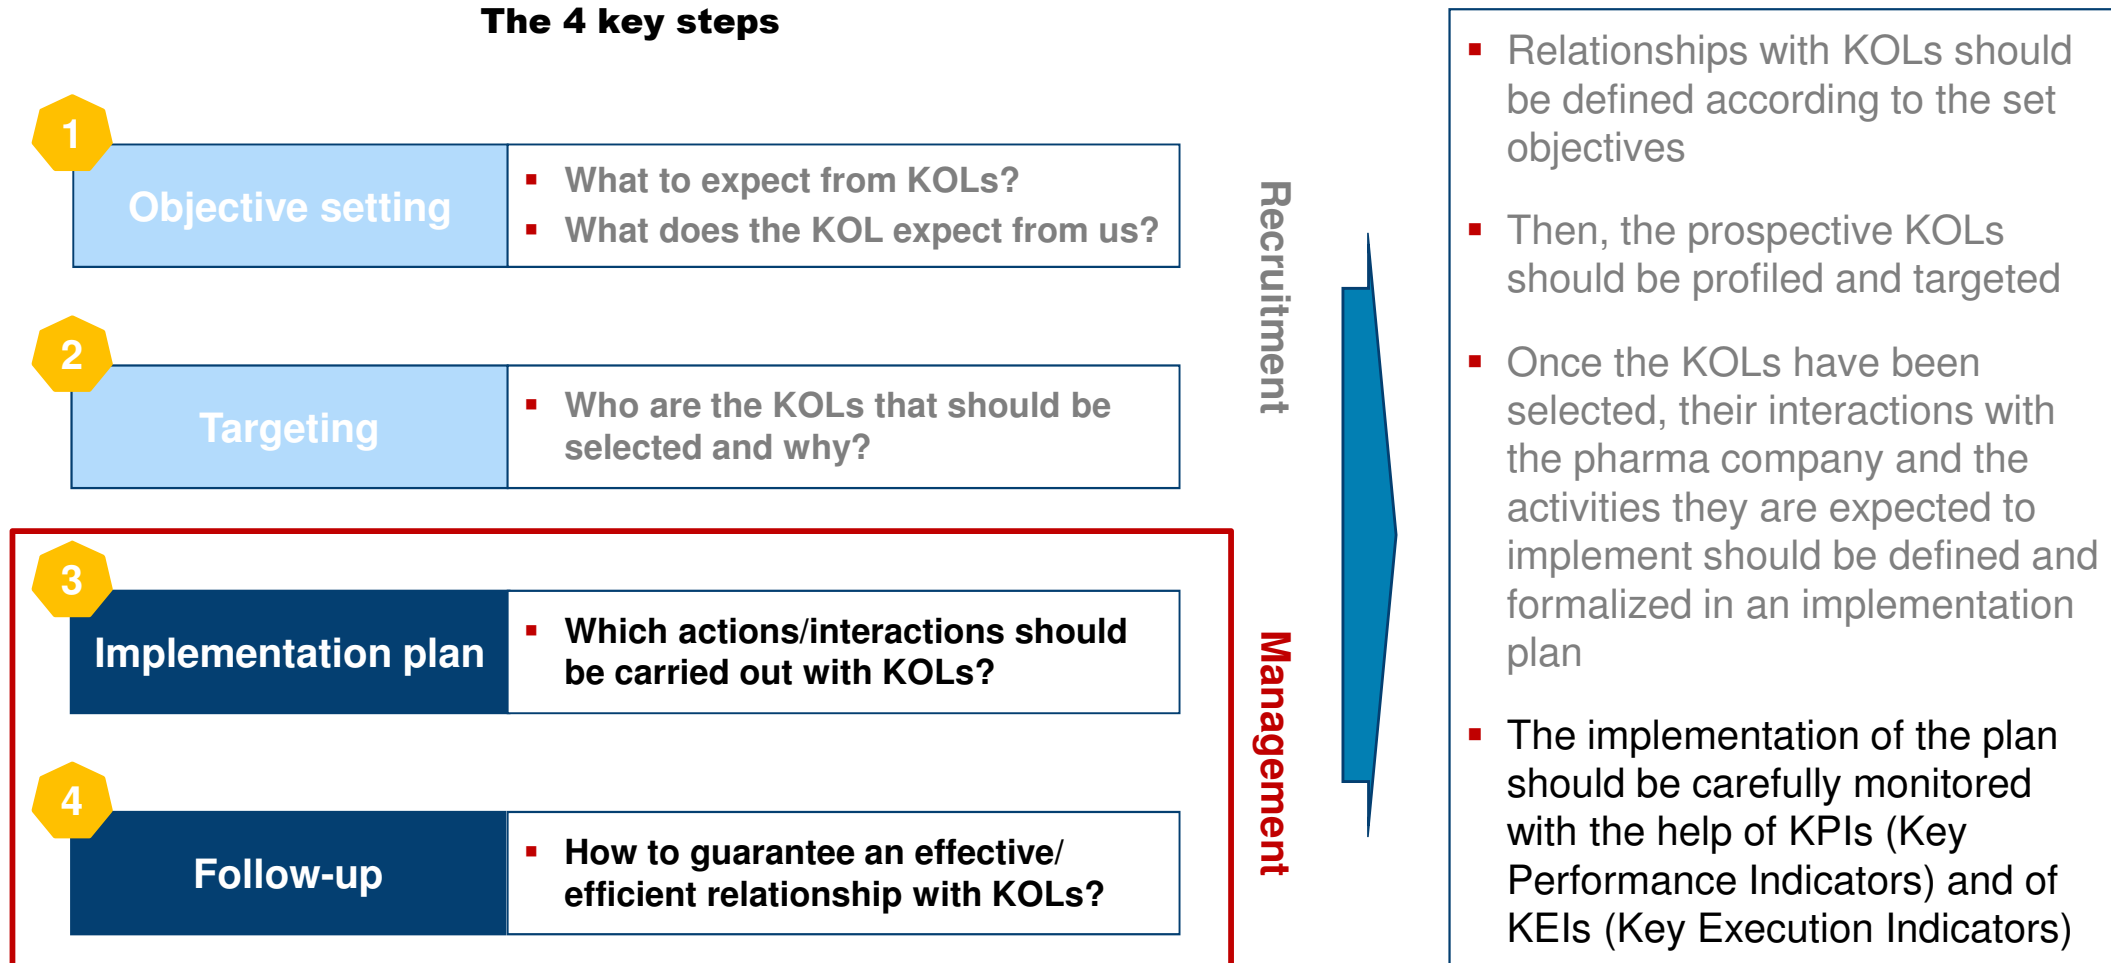 The 4 key steps
1
Objective setting
▪ What to expect from KOLs?
▪ What does the KOL expect from us?
2
Targeting
▪ Who are the KOLs that should be
selected and why?
Recruitment
3
Implementation plan
▪ Which actions/interactions should
be carried out with KOLs?
4
Follow-up
▪ How to guarantee an effective/
efficient relationship with KOLs?
Management
▪ Relationships with KOLs should
be defined according to the set
objectives
▪ Then, the prospective KOLs
should be profiled and targeted
▪ Once the KOLs have been
selected, their interactions with
the pharma company and the
activities they are expected to
implement should be defined and
formalized in an implementation
plan
▪ The implementation of the plan
should be carefully monitored
with the help of KPIs (Key
Performance Indicators) and of
KEIs (Key Execution Indicators)